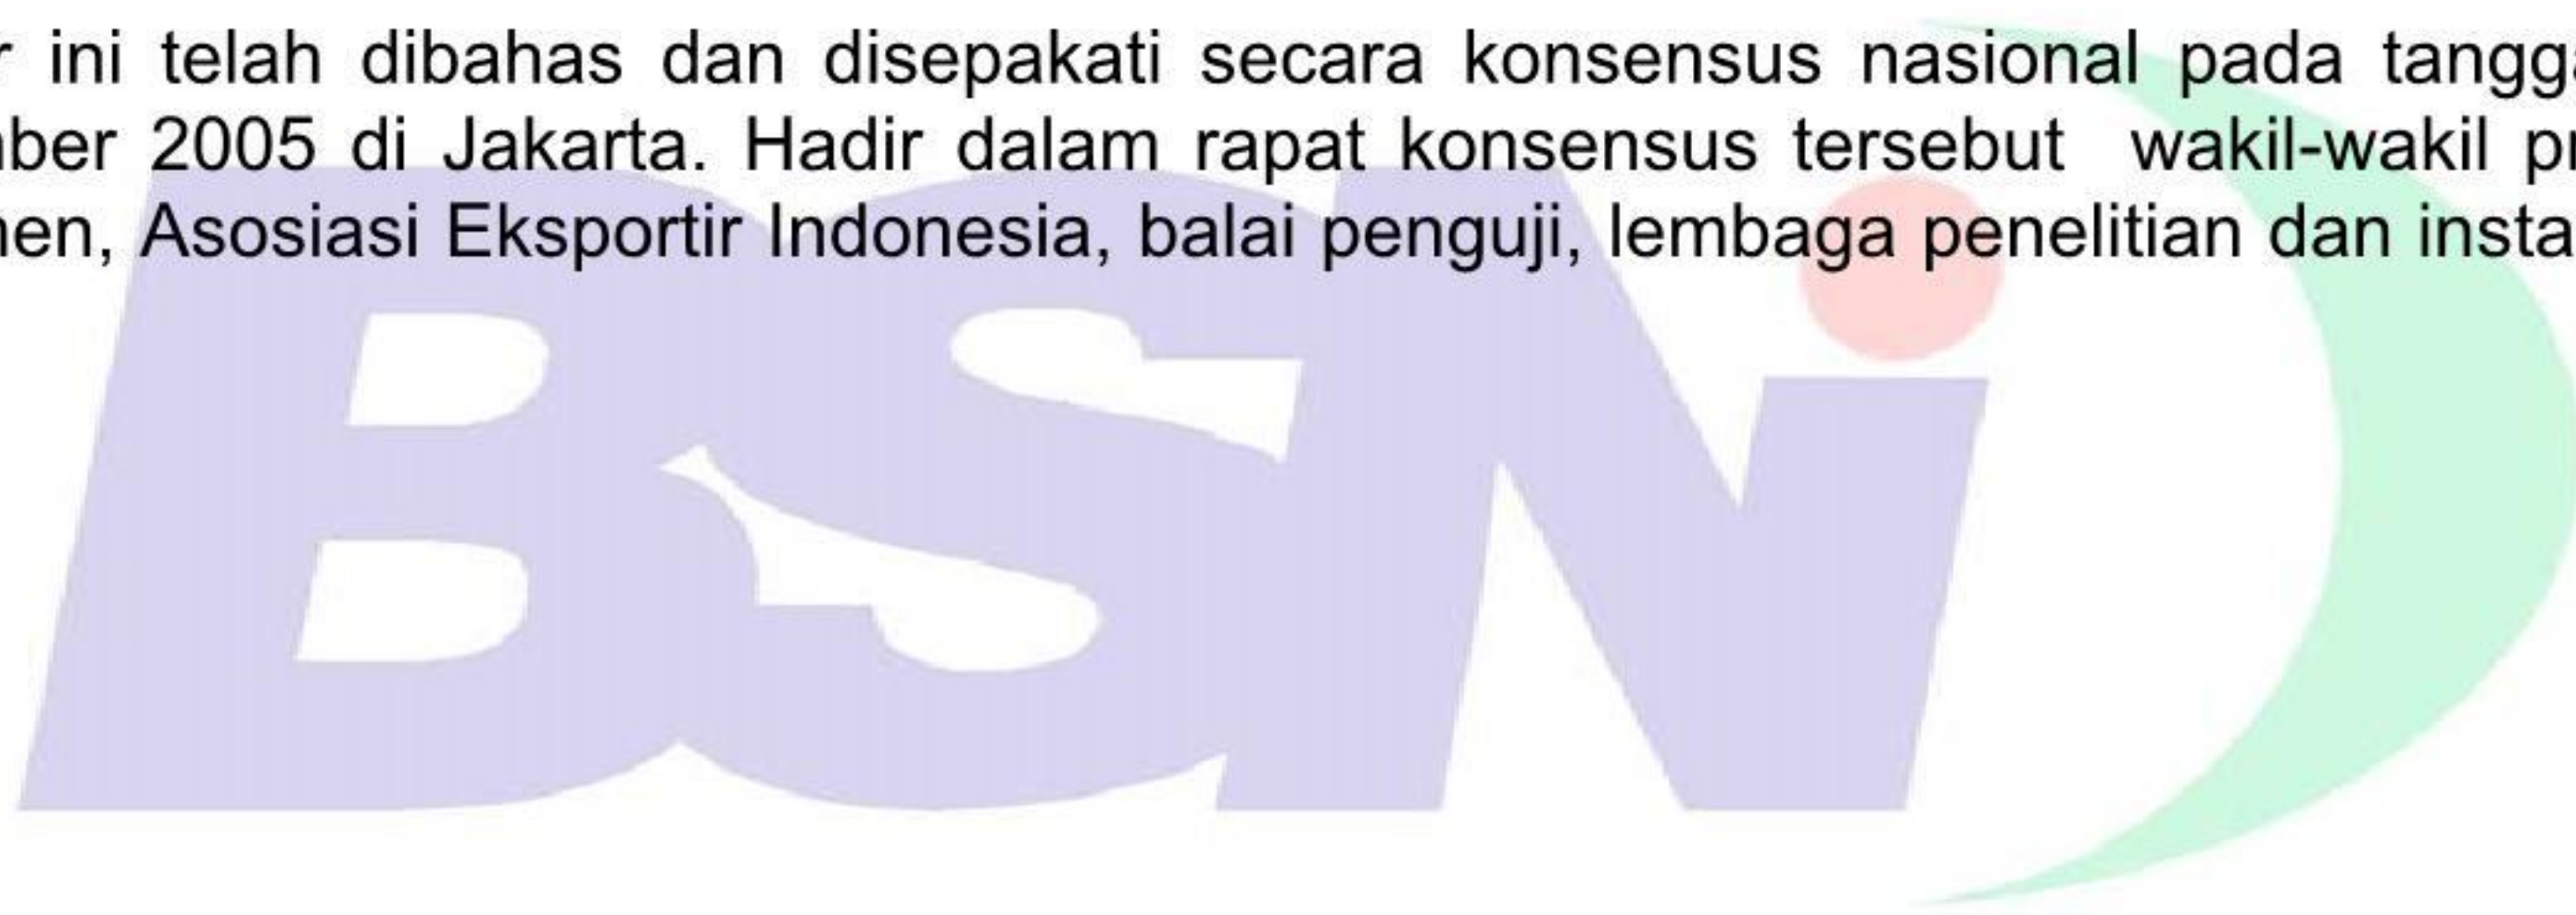 ini telah dibahas dan disepakati secara konsensus nasional pada
2005 di Jakarta. Hadir dalam rapat konsensus tersebut wakil-wakil
Asosiasi Eksportir Indonesia, balai penguji, lembaga penelitian dan
BSN